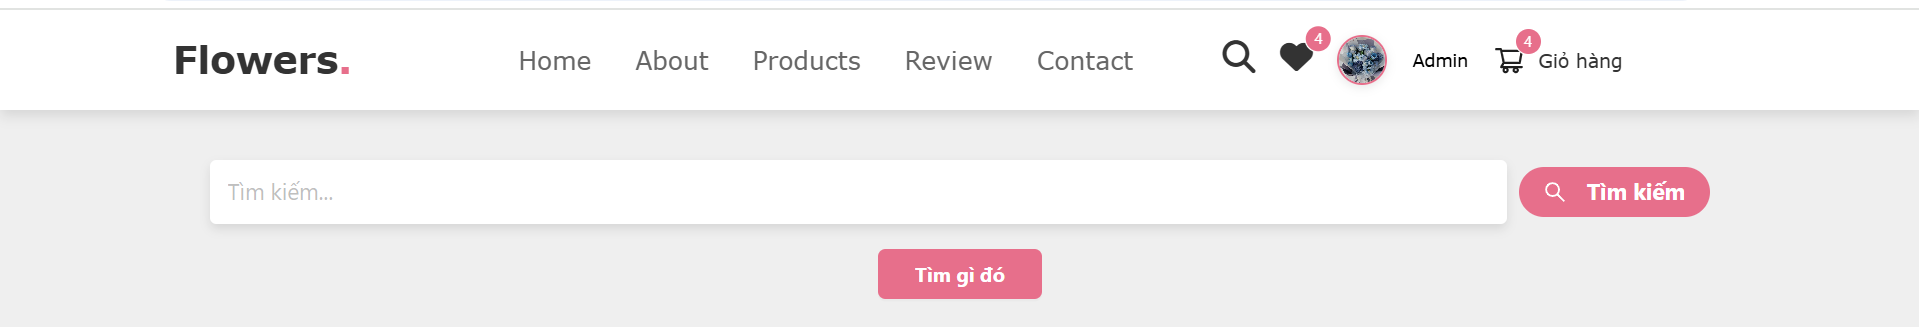 Flowers. Home About Products Review Contact 4 Admin 4 Giỏ hàng
Tìm kiếm... Tìm kiếm
Tìm gì đó